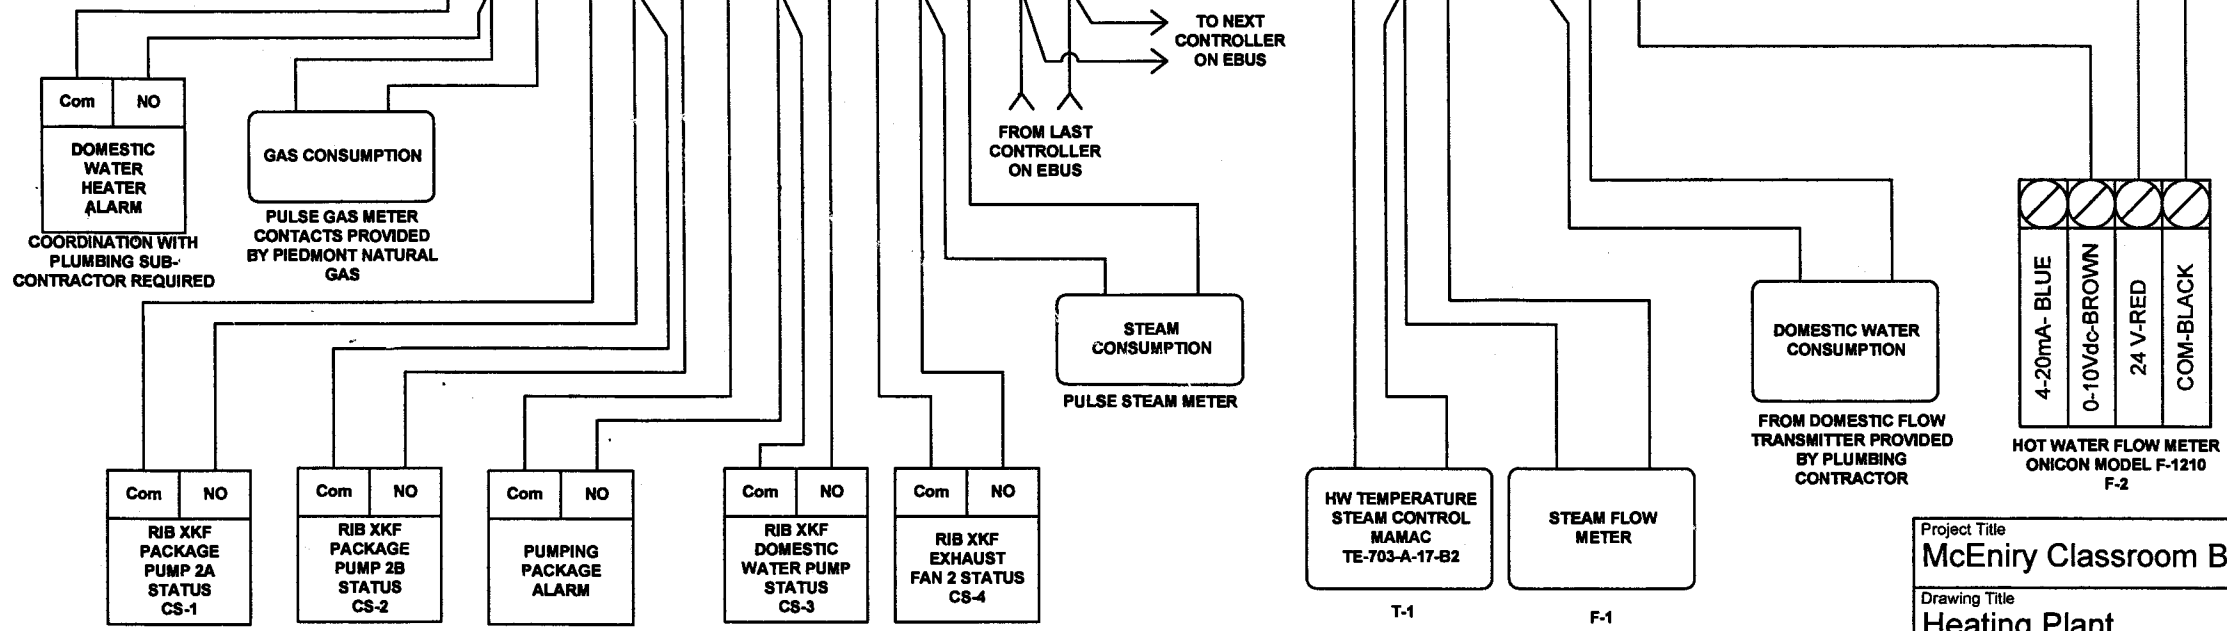 TO NEXT
CONTROLLER
ON EBUS
FROM LAST
CONTROLLER
ON EBUS
Com NO
DOMESTIC
WATER
HEATER
ALARM
COORDINATION WITH
PLUMBING SUB-
CONTRACTOR REQUIRED
GAS CONSUMPTION
PULSE GAS METER
CONTACTS PROVIDED
BY PIEDMONT NATURAL
GAS
STEAM
CONSUMPTION
PULSE STEAM METER
DOMESTIC WATER
CONSUMPTION
FROM DOMESTIC FLOW
TRANSMITTER PROVIDED
BY PLUMBING
CONTRACTOR
4-20mA- BLUE
0-10Vdc-BROWN
24 V-RED
COM-BLACK
HOT WATER FLOW METER
ONICON MODEL F-1210
F-2
Com NO
RIB XKF
PACKAGE
PUMP 2A
STATUS
CS-1
Com NO
RIB XKF
PACKAGE
PUMP 2B
STATUS
CS-2
Com NO
PUMPING
PACKAGE
ALARM
Com NO
RIB XKF
DOMESTIC
WATER PUMP
STATUS
CS-3
Com NO
RIB XKF
EXHAUST
FAN 2 STATUS
CS-4
HW TEMPERATURE
STEAM CONTROL
MAMAC
TE-703-A-17-B2
T-1
STEAM FLOW
METER
F-1
Project Title
McEniry Classroom B
Drawing Title
Heating Plant